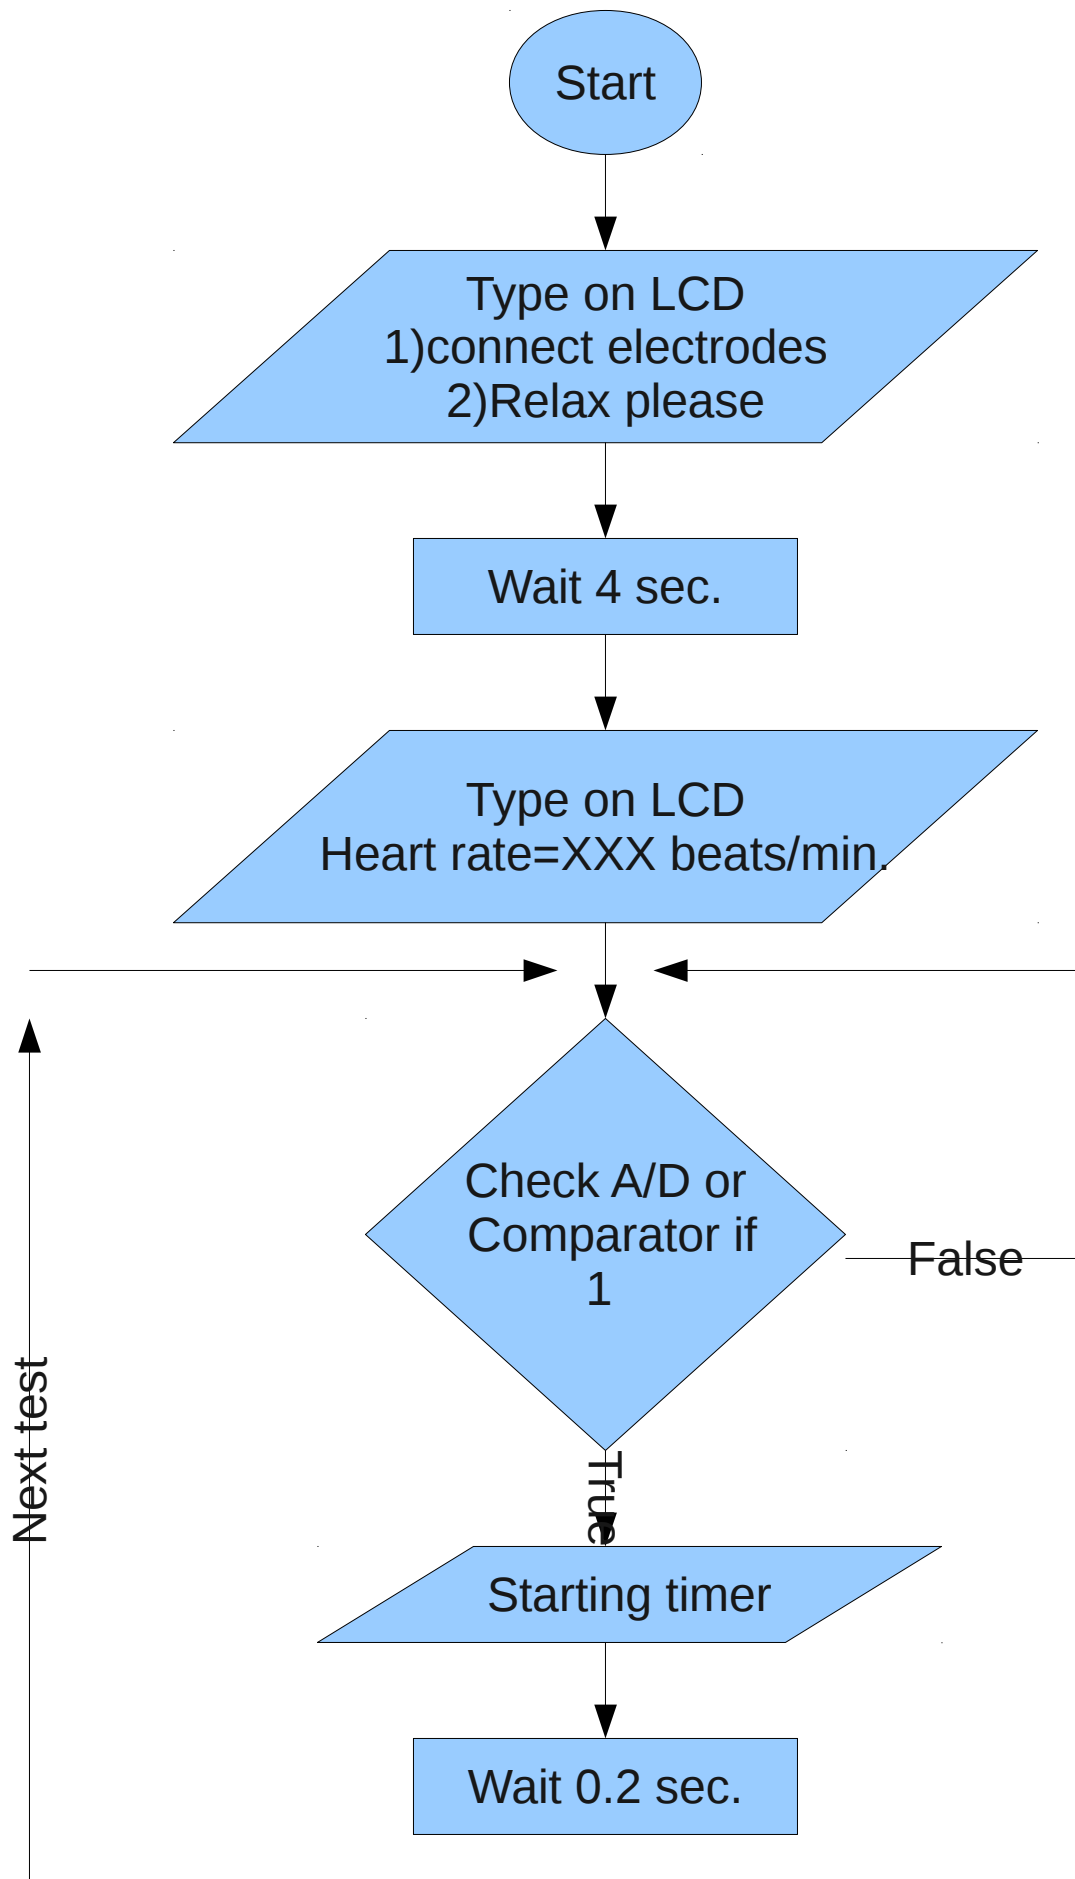 Start
Type on LCD
1)connect electrodes
2)Relax please
Wait 4 sec.
Type on LCD
Heart rate=XXX beats/min.
Check A/D or
Comparator if
1
False
True
Next test
Starting timer
Wait 0.2 sec.